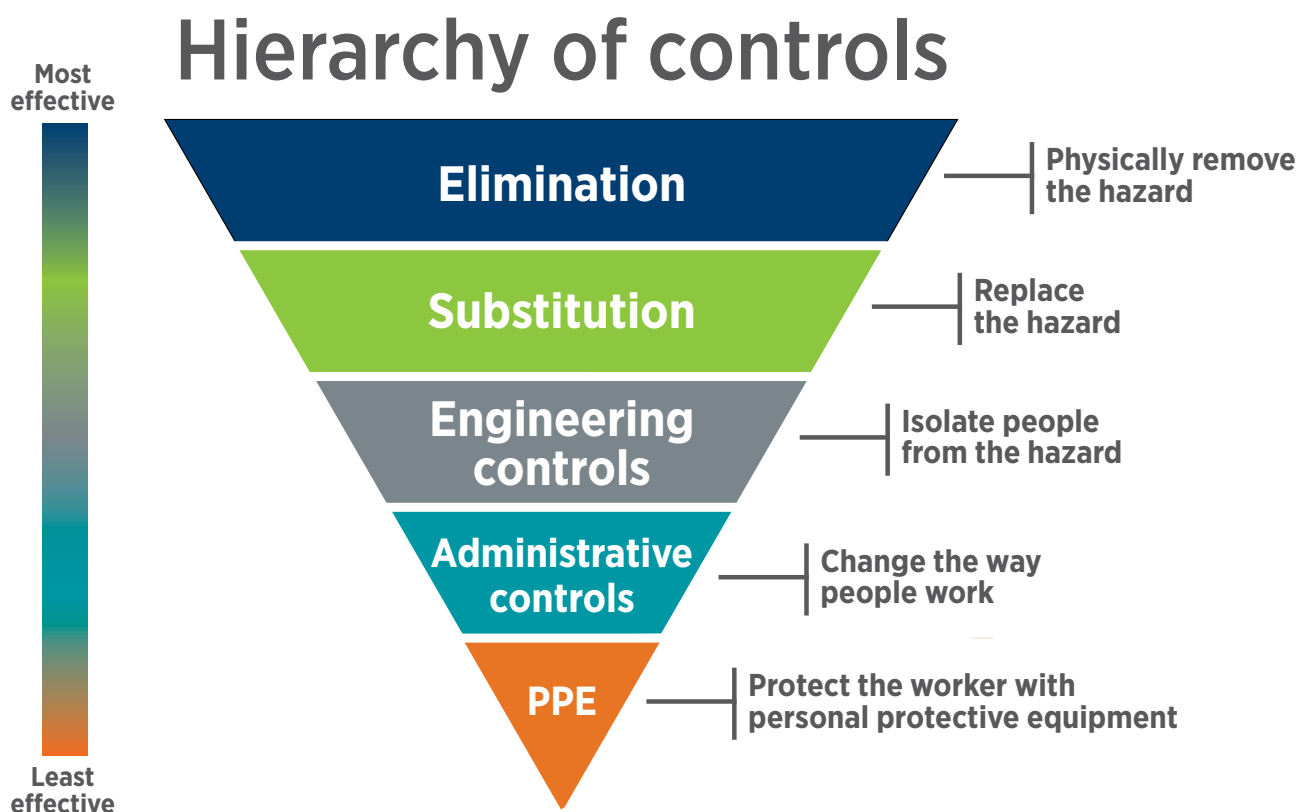 Hierarchy of controls
Most
effective
Elimination
Physically remove
the hazard
Substitution
Replace
the hazard
Engineering
controls
Isolate people
from the hazard
Administrative
controls
Change the way
people work
PPE
Protect the worker with
personal protective equipment
Least
effective